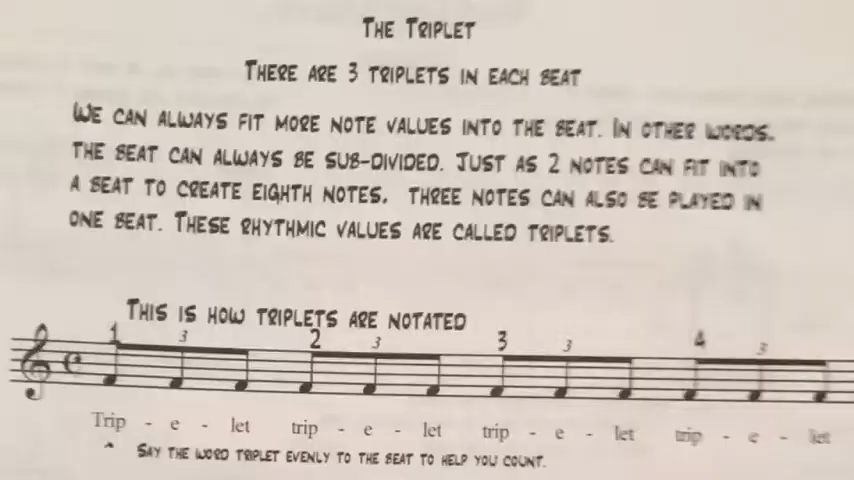 The Triplet
There are 3 triplets in each beat
We can always fit more note values into the beat. In other words,
the beat can always be sub-divided. Just as 2 notes can fit into
a beat to create eighth notes, three notes can also be played in
one beat. These rhythmic values are called triplets.
This is how triplets are notated
1 3 2 3 3 3 4 3
Trip - e - let trip - e - let trip - e - let trip - e - let
^ Say the word triplet evenly to the beat to help you count.